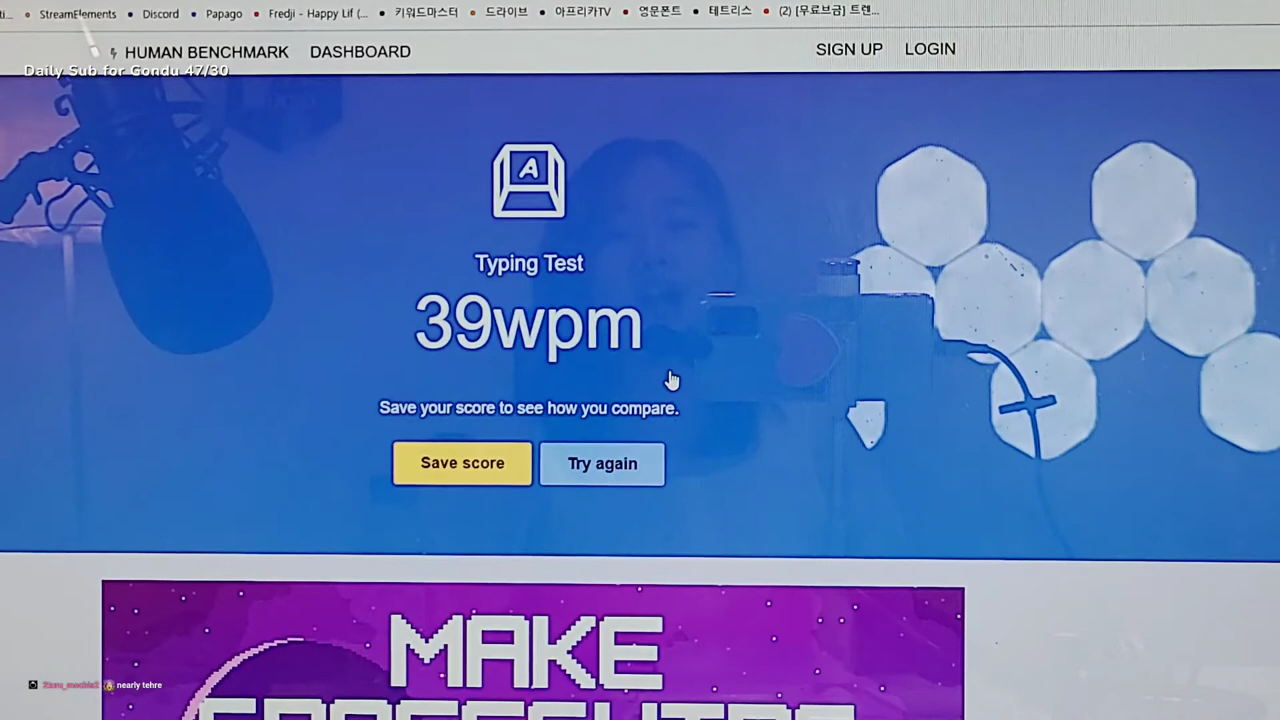 StreamElements Discord Papago Fredji - Happy Lif (... 키워드마스터 드라이브 아프리카TV 영문폰트 테트리스 (2) [무료브금] 트렌...
HUMAN BENCHMARK DASHBOARD SIGN UP LOGIN
Daily Sub for Gondu 47/30
A
Typing Test
39wpm
Save your score to see how you compare.
Save score Try again
MAKE
nearly tehre